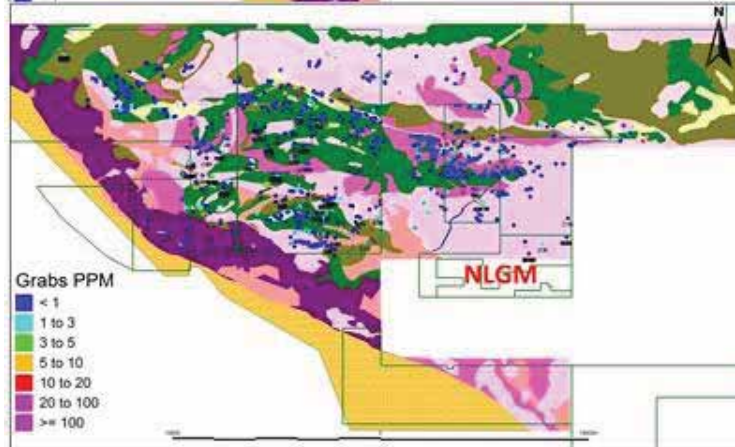 N
NLGM
Grabs PPM
< 1
1 to 3
3 to 5
5 to 10
10 to 20
20 to 100
>= 100